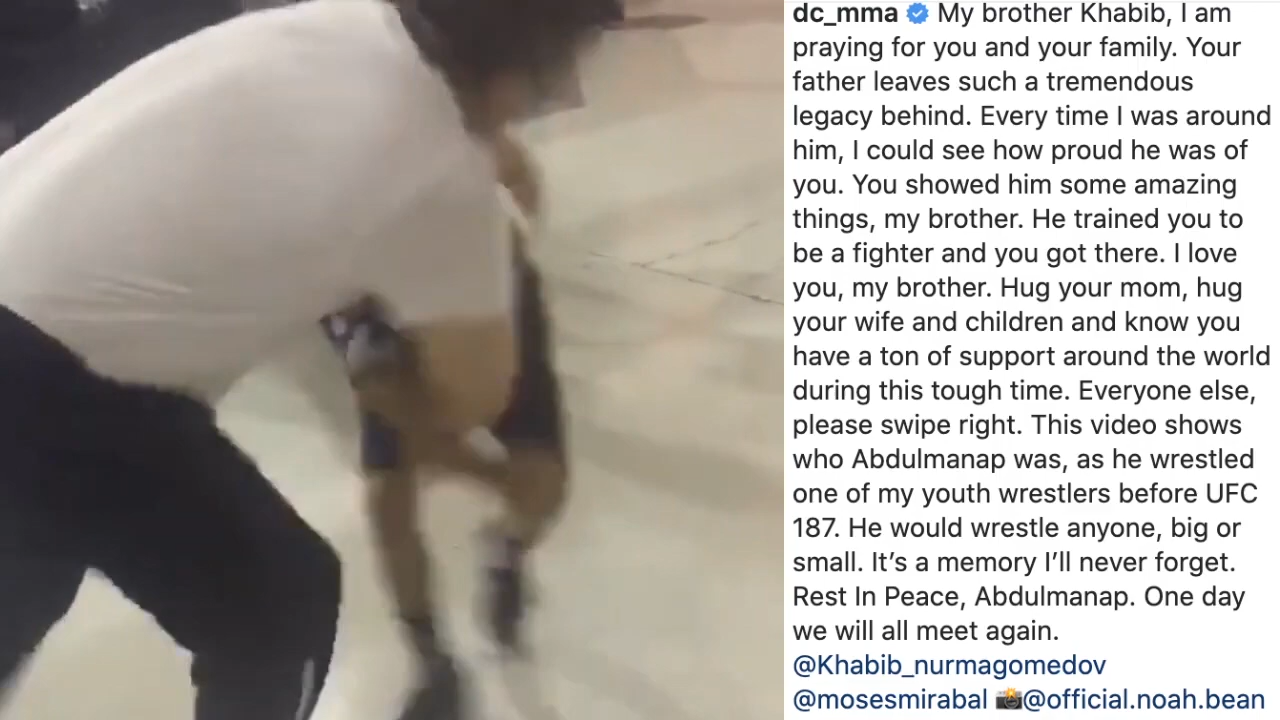 dc_mma My brother Khabib, I am
praying for you and your family. Your
father leaves such a tremendous
legacy behind. Every time I was around
him, I could see how proud he was of
you. You showed him some amazing
things, my brother. He trained you to
be a fighter and you got there. I love
you, my brother. Hug your mom, hug
your wife and children and know you
have a ton of support around the world
during this tough time. Everyone else,
please swipe right. This video shows
who Abdulmanap was, as he wrestled
one of my youth wrestlers before UFC
187. He would wrestle anyone, big or
small. It’s a memory I’ll never forget.
Rest In Peace, Abdulmanap. One day
we will all meet again.
@Khabib_nurmagomedov
@mosesmirabal 📸@official.noah.bean